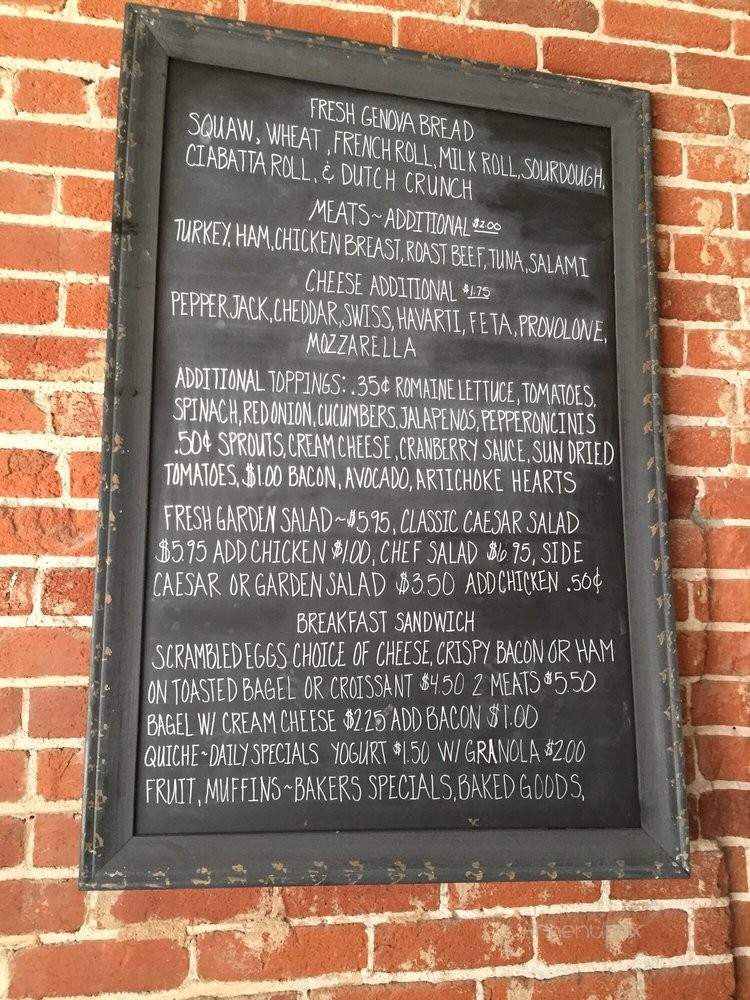 FRESH GENOVA BREAD
SQUAW, WHEAT, FRENCH ROLL, MILK ROLL, SOURDOUGH,
CIABATTA ROLL, & DUTCH CRUNCH
MEATS~ADDITIONAL $2.00
TURKEY, HAM, CHICKEN BREAST, ROAST BEEF, TUNA, SALAMI
CHEESE ADDITIONAL $1.75
PEPPER JACK, CHEDDAR, SWISS, HAVARTI, FETA, PROVOLONE,
MOZZARELLA
ADDITIONAL TOPPINGS: .35¢ ROMAINE LETTUCE, TOMATOES,
SPINACH, RED ONION, CUCUMBERS, JALAPENOS, PEPPERONCINIS
.50¢ SPROUTS, CREAM CHEESE, CRANBERRY SAUCE, SUN DRIED
TOMATOES, $1.00 BACON, AVOCADO, ARTICHOKE HEARTS
FRESH GARDEN SALAD~$5.95, CLASSIC CAESAR SALAD
$5.95 ADD CHICKEN $1.00, CHEF SALAD $6.95, SIDE
CAESAR OR GARDEN SALAD $3.50 ADD CHICKEN .50¢
BREAKFAST SANDWICH
SCRAMBLED EGGS CHOICE OF CHEESE, CRISPY BACON OR HAM
ON TOASTED BAGEL OR CROISSANT $4.50 2 MEATS $5.50
BAGEL W/ CREAM CHEESE $2.25 ADD BACON $1.00
QUICHE~DAILY SPECIALS YOGURT $1.50 W/ GRANOLA $2.00
FRUIT, MUFFINS~BAKERS SPECIALS, BAKED GOODS,